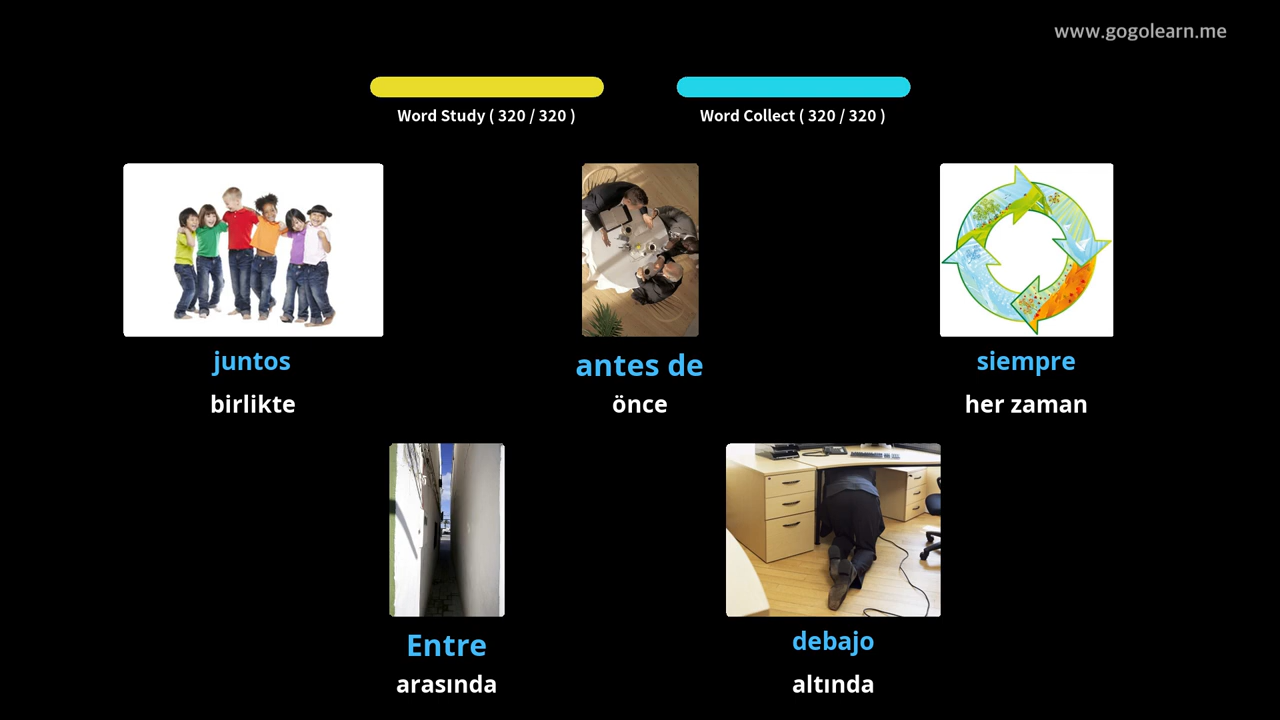 www.gogolearn.me
Word Study ( 320 / 320 )
Word Collect ( 320 / 320 )
juntos
antes de
siempre
birlikte
önce
her zaman
Entre
debajo
arasında
altında